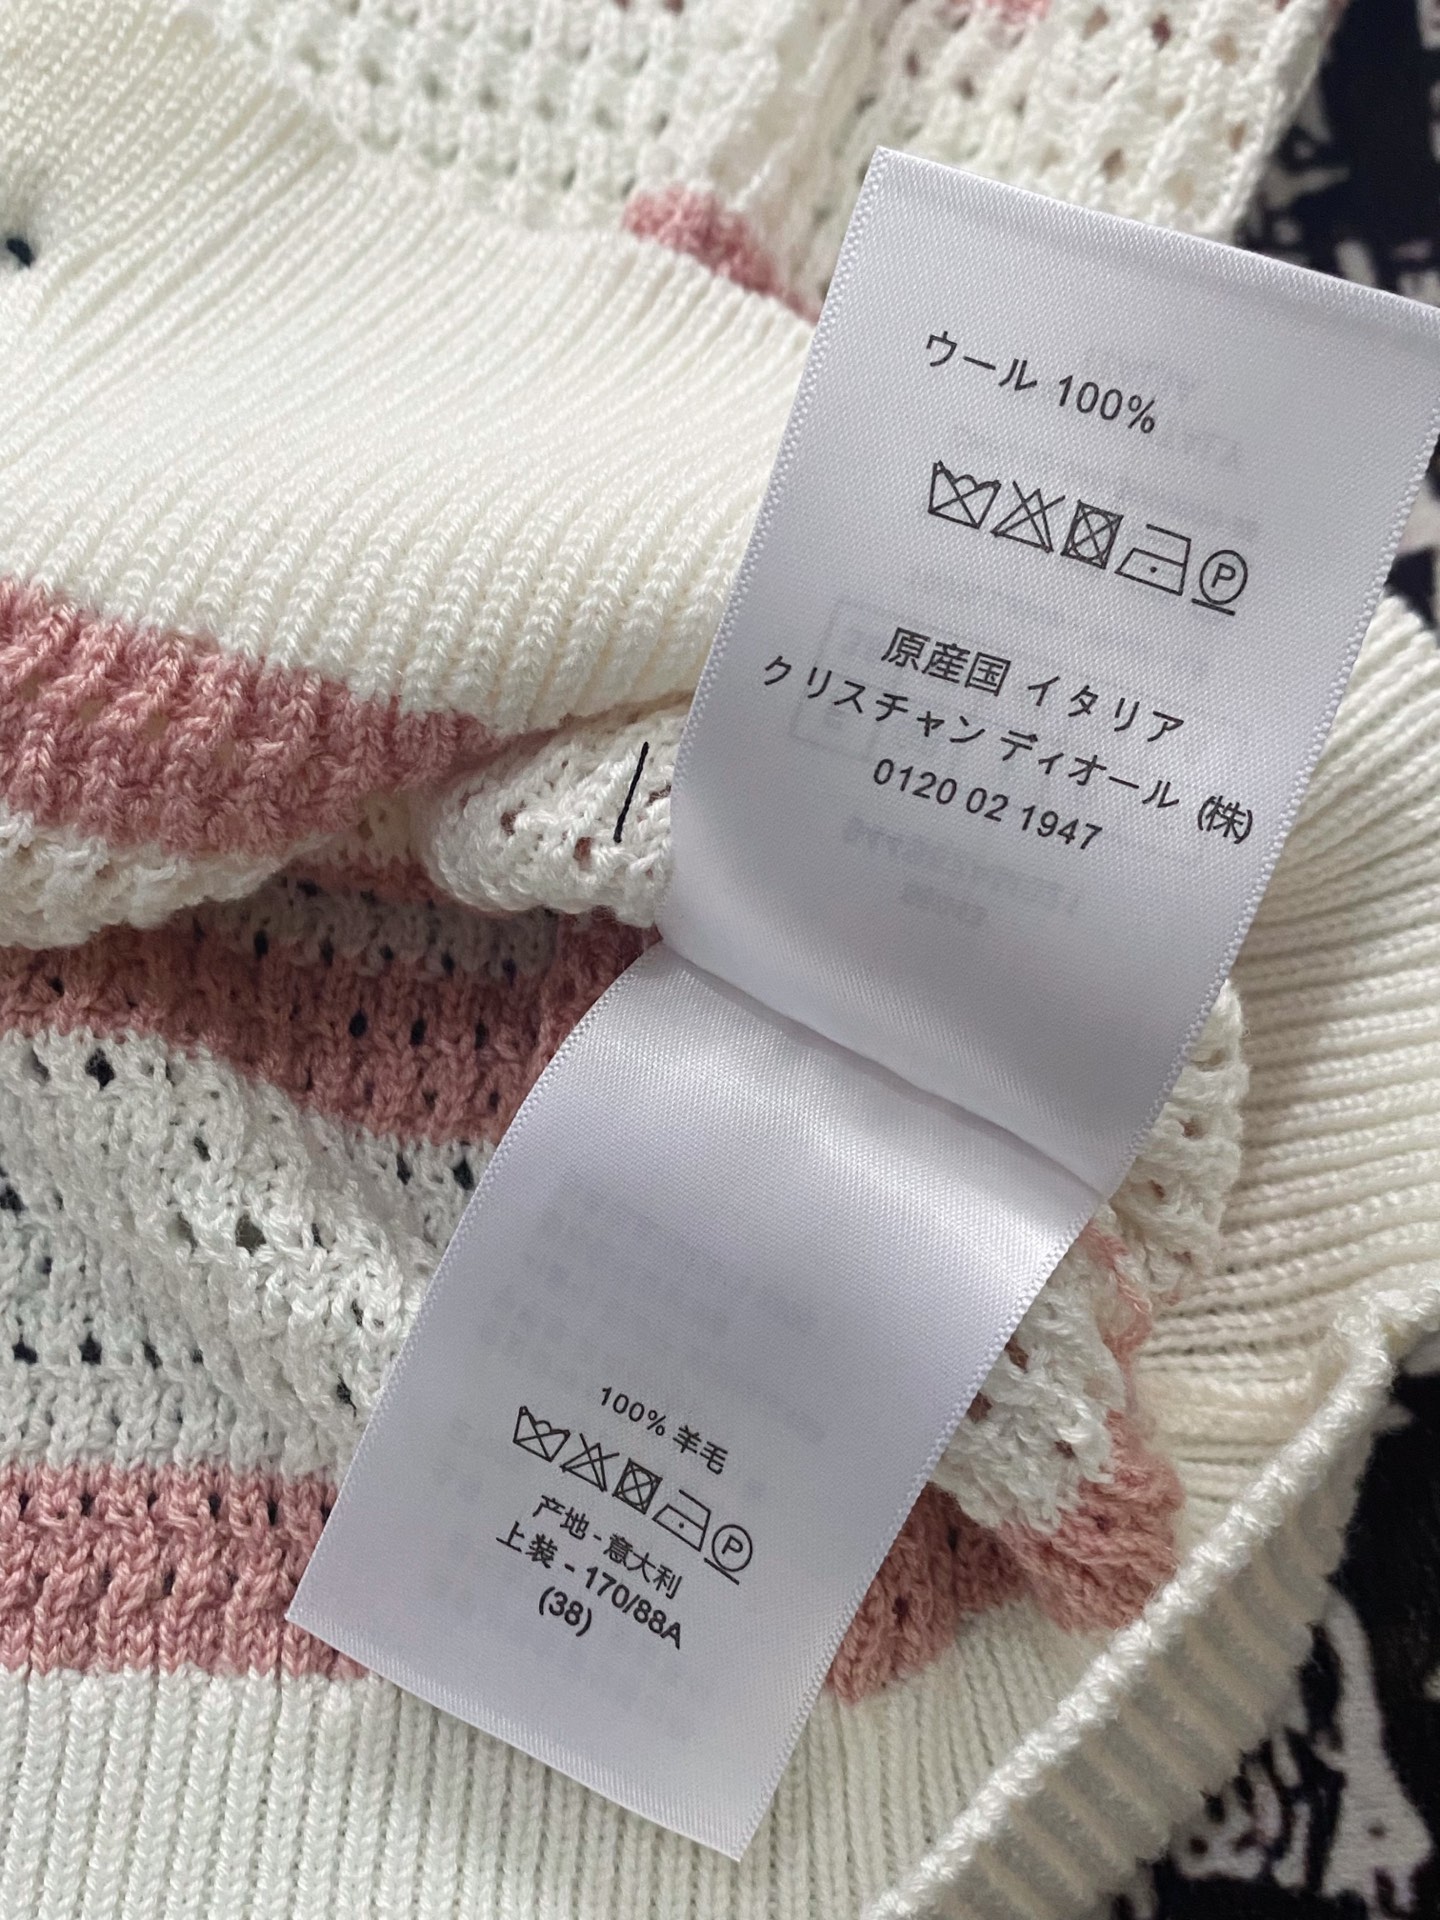 ウール 100%
P
原産国 イタリア
クリスチャン ディオール (株)
0120 02 1947
100% 羊毛
P
产地 - 意大利
上装 - 170/88A
(38)